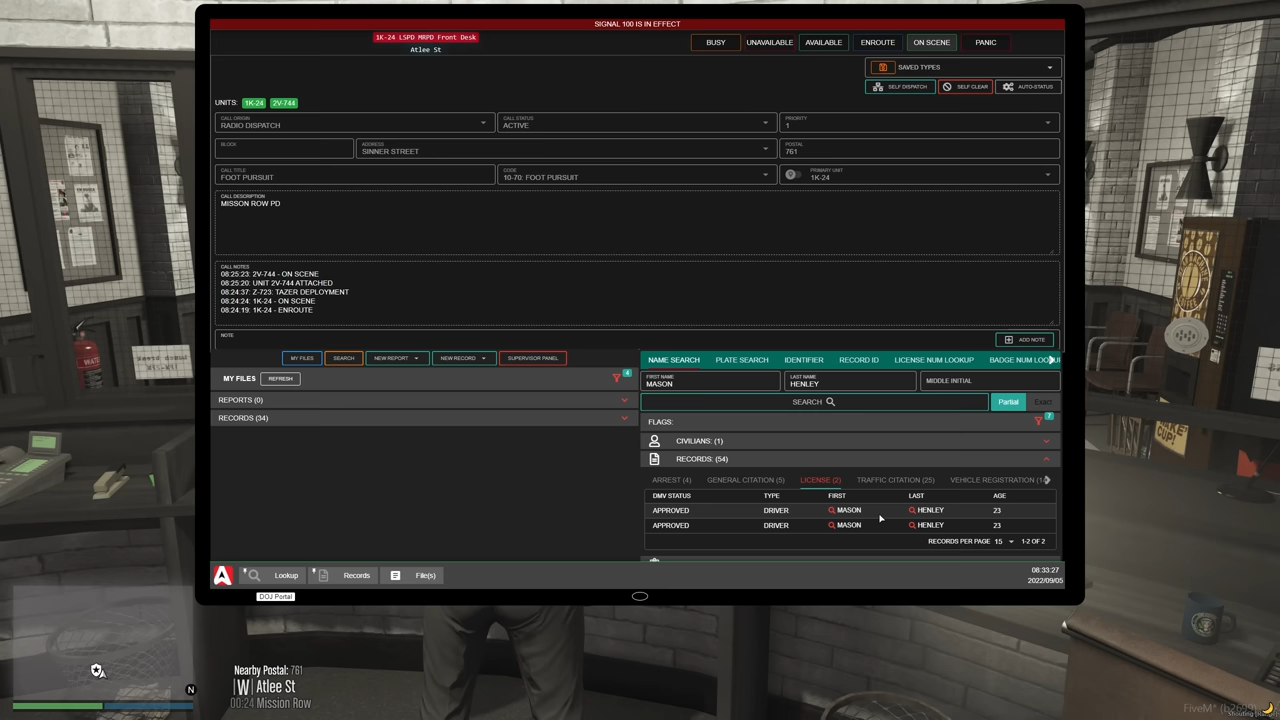 SIGNAL 100 IS IN EFFECT
1K-24 LSPD MRPD Front Desk
Atlee St
BUSY UNAVAILABLE AVAILABLE ENROUTE ON SCENE PANIC
SAVED TYPES
SELF DISPATCH SELF CLEAR AUTO-STATUS
UNITS: 1K-24 2V-744
CALL ORIGIN CALL STATUS PRIORITY
RADIO DISPATCH ACTIVE 1
BLOCK ADDRESS POSTAL
SINNER STREET 761
CALL TITLE CODE PRIMARY UNIT
FOOT PURSUIT 10-70: FOOT PURSUIT 1K-24
CALL DESCRIPTION
MISSON ROW PD
CALL NOTES
08:25:23: 2V-744 - ON SCENE
08:25:20: UNIT 2V-744 ATTACHED
08:24:37: Z-723: TAZER DEPLOYMENT
08:24:24: 1K-24 - ON SCENE
08:24:19: 1K-24 - ENROUTE
NOTE
ADD NOTE
MY FILES SEARCH NEW REPORT NEW RECORD SUPERVISOR PANEL
MY FILES REFRESH 4
REPORTS (0)
RECORDS (34)
NAME SEARCH PLATE SEARCH IDENTIFIER RECORD ID LICENSE NUM LOOKUP BADGE NUM
FIRST NAME LAST NAME
MASON HENLEY MIDDLE INITIAL
SEARCH Partial Exact
FLAGS: 7
CIVILIANS: (1)
RECORDS: (54)
ARREST (4) GENERAL CITATION (5) LICENSE (2) TRAFFIC CITATION (25) VEHICLE REGISTRATION
DMV STATUS TYPE FIRST LAST AGE
APPROVED DRIVER MASON HENLEY 23
APPROVED DRIVER MASON HENLEY 23
RECORDS PER PAGE 15 1-2 OF 2
Lookup Records File(s)
08:33:27
2022/09/05
DOJ Portal
WAKE
CUP!
N
Nearby Postal: 761
|W| Atlee St
00:24 Mission Row